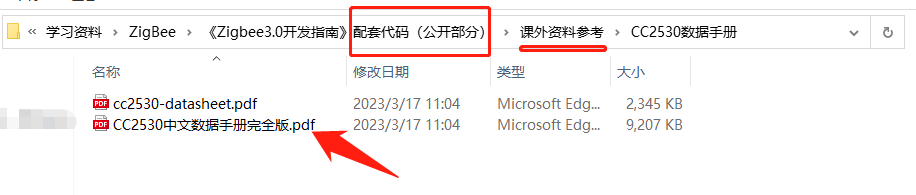 « 学习资料 › ZigBee › 《Zigbee3.0开发指南》配套代码（公开部分） › 课外资料参考 › CC2530数据手册
名称 修改日期 类型 大小
PDF cc2530-datasheet.pdf 2023/3/17 11:04 Microsoft Edg... 2,345 KB
PDF CC2530中文数据手册完全版.pdf 2023/3/17 11:04 Microsoft Edg... 9,207 KB